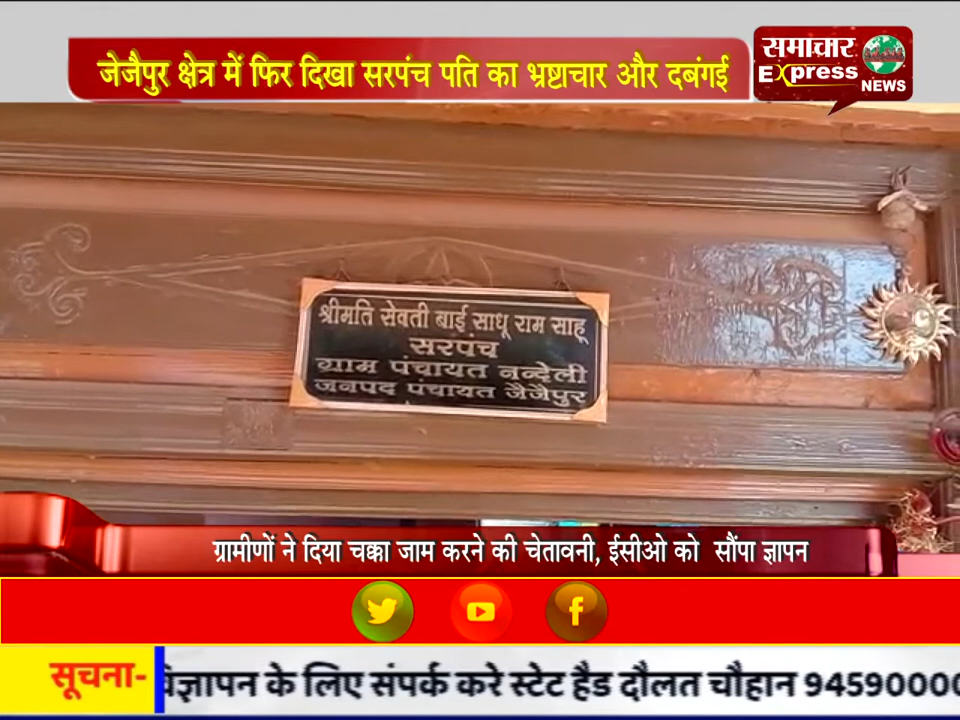 जेजैपुर क्षेत्र में फिर दिखा सरपंच पति का भ्रष्टाचार और दबंगई
समाचार
Express
NEWS
श्रीमति सेवती बाई साधू राम साहू
सरपंच
ग्राम पंचायत नन्देली
जनपद पंचायत जैजैपुर
ग्रामीणों ने दिया चक्का जाम करने की चेतावनी, ईसीओ को सौंपा ज्ञापन
सूचना- विज्ञापन के लिए संपर्क करे स्टेट हैड दौलत चौहान 94590000